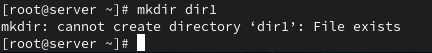 [root@server ~]# mkdir dir1
mkdir: cannot create directory ‘dir1’: File exists
[root@server ~]#